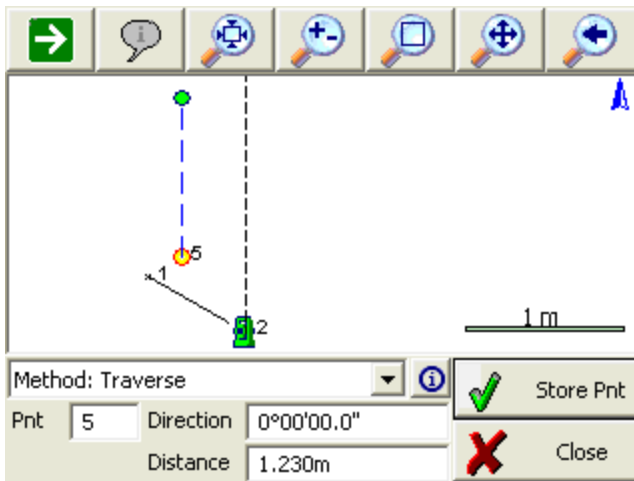 5
1
2
1 m
Method: Traverse
Store Pnt
Pnt 5 Direction 0°00'00.0"
Close
Distance 1.230m